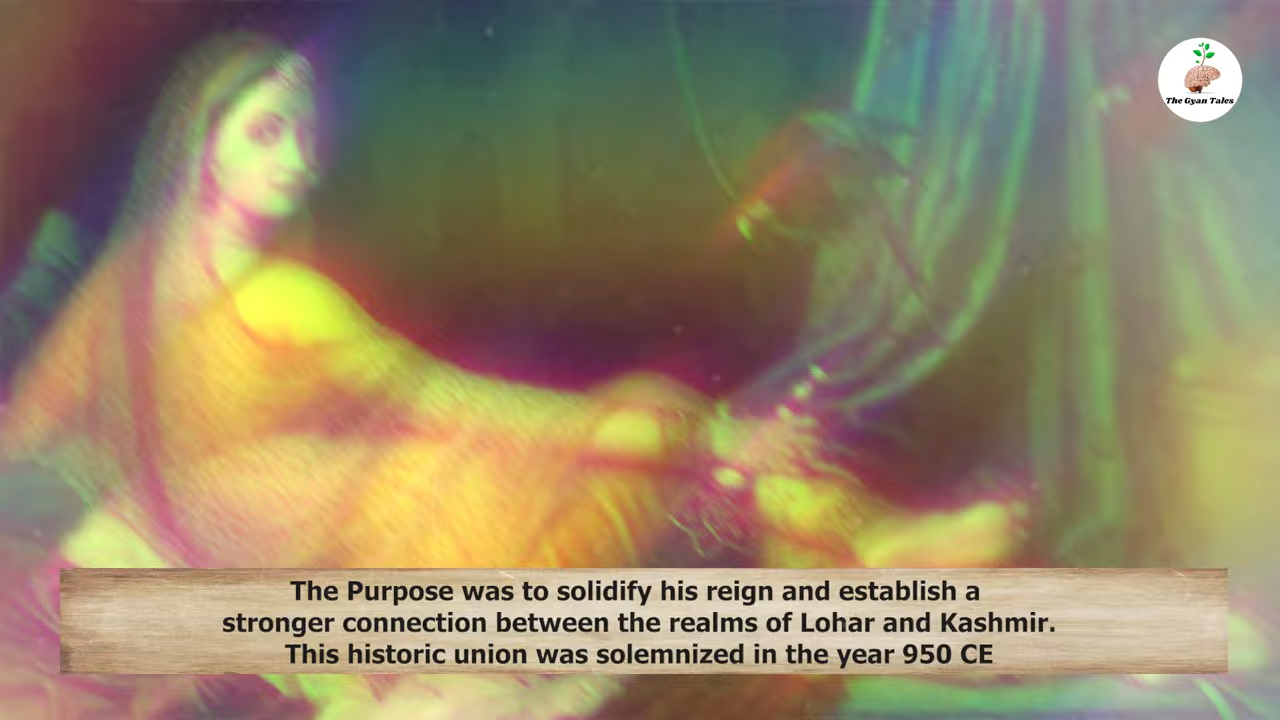 The Gyan Tales
The Purpose was to solidify his reign and establish a
stronger connection between the realms of Lohar and Kashmir.
This historic union was solemnized in the year 950 CE